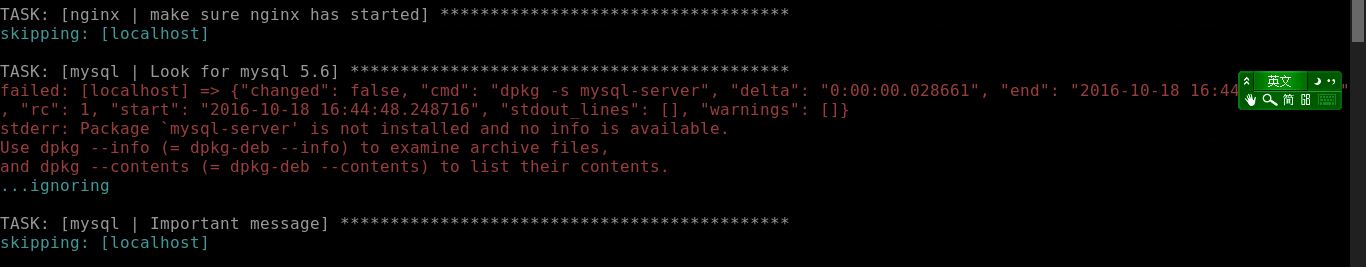 TASK: [nginx | make sure nginx has started] ***********************************
skipping: [localhost]
TASK: [mysql | Look for mysql 5.6] ********************************************
failed: [localhost] => {"changed": false, "cmd": "dpkg -s mysql-server", "delta": "0:00:00.028661", "end": "2016-10-18 16:44 "
, "rc": 1, "start": "2016-10-18 16:44:48.248716", "stdout_lines": [], "warnings": []}
stderr: Package `mysql-server' is not installed and no info is available.
Use dpkg --info (= dpkg-deb --info) to examine archive files,
and dpkg --contents (= dpkg-deb --contents) to list their contents.
...ignoring
TASK: [mysql | Important message] *********************************************
skipping: [localhost]
英文
简